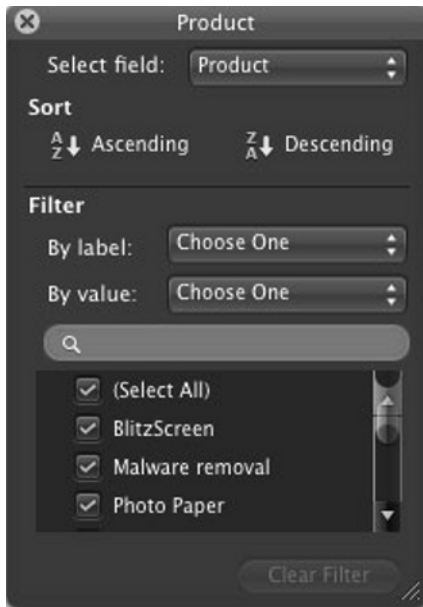 Product
Select field: Product
Sort
A Z Ascending Z A Descending
Filter
By label: Choose One
By value: Choose One
(Select All)
BlitzScreen
Malware removal
Photo Paper
Clear Filter